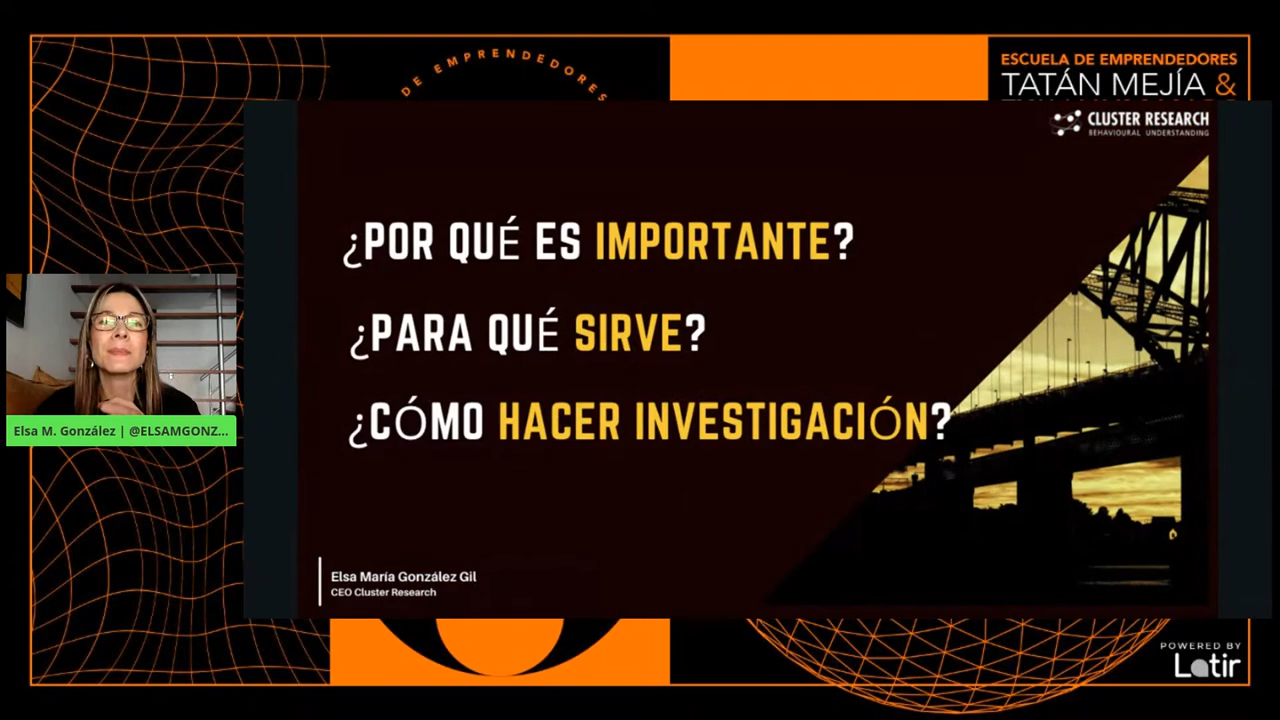 DE EMPRENDEDORES
ESCUELA DE EMPRENDEDORES
TATÁN MEJÍA &
CLUSTER RESEARCH
BEHAVIOURAL UNDERSTANDING
¿POR QUÉ ES IMPORTANTE?
¿PARA QUÉ SIRVE?
¿CÓMO HACER INVESTIGACIÓN?
Elsa M. González | @ELSAMGONZ...
Elsa María González Gil
CEO Cluster Research
POWERED BY
Latir